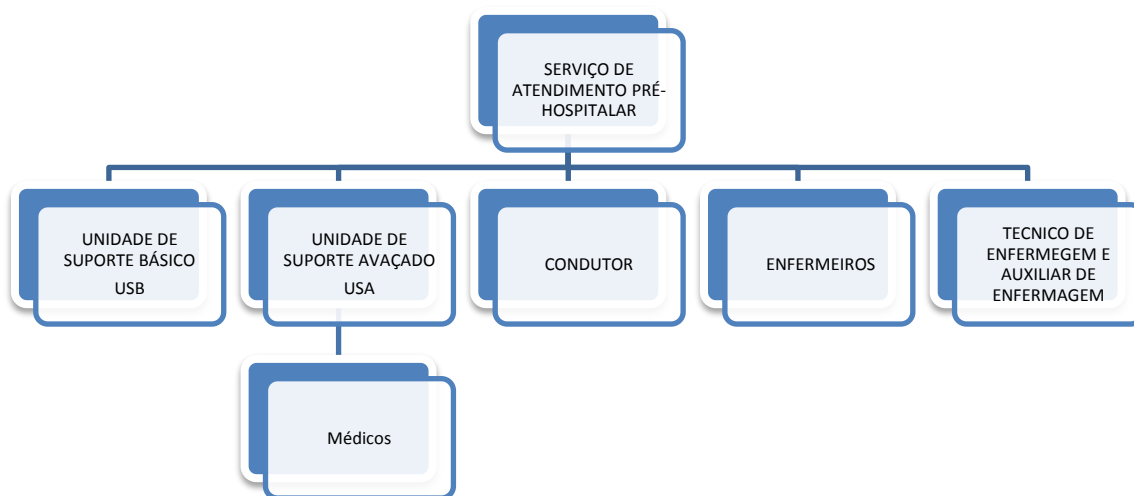 SERVIÇO DE
ATENDIMENTO PRÉ-
HOSPITALAR
UNIDADE DE
SUPORTE BÁSICO
USB
UNIDADE DE
SUPORTE AVAÇADO
USA
CONDUTOR
ENFERMEIROS
TECNICO DE
ENFERMEGEM E
AUXILIAR DE
ENFERMAGEM
Médicos